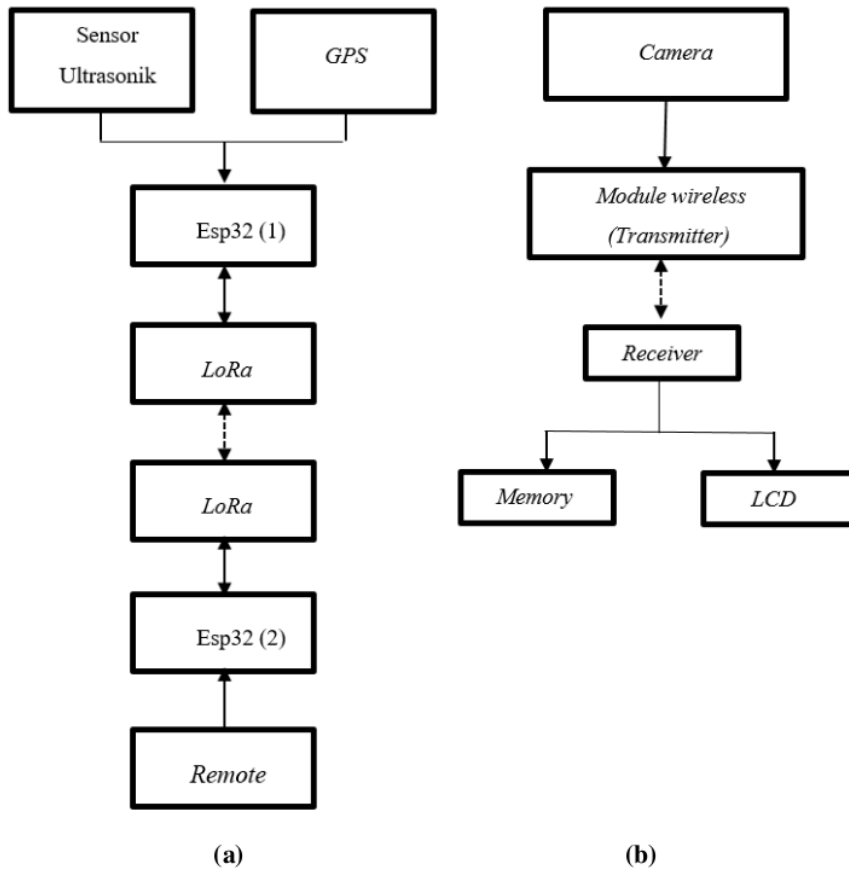 Sensor
Ultrasonik
GPS
Esp32 (1)
LoRa
LoRa
Esp32 (2)
Remote
(a)
Camera
Module wireless
(Transmitter)
Receiver
Memory
LCD
(b)